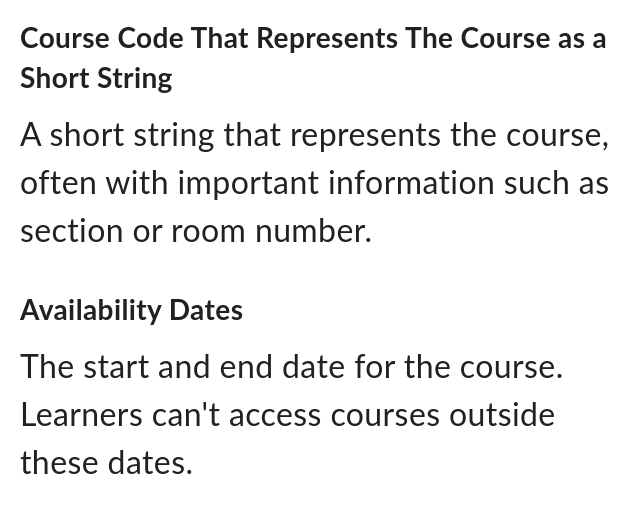 Course Code That Represents The Course as a
Short String
A short string that represents the course,
often with important information such as
section or room number.
Availability Dates
The start and end date for the course.
Learners can't access courses outside
these dates.